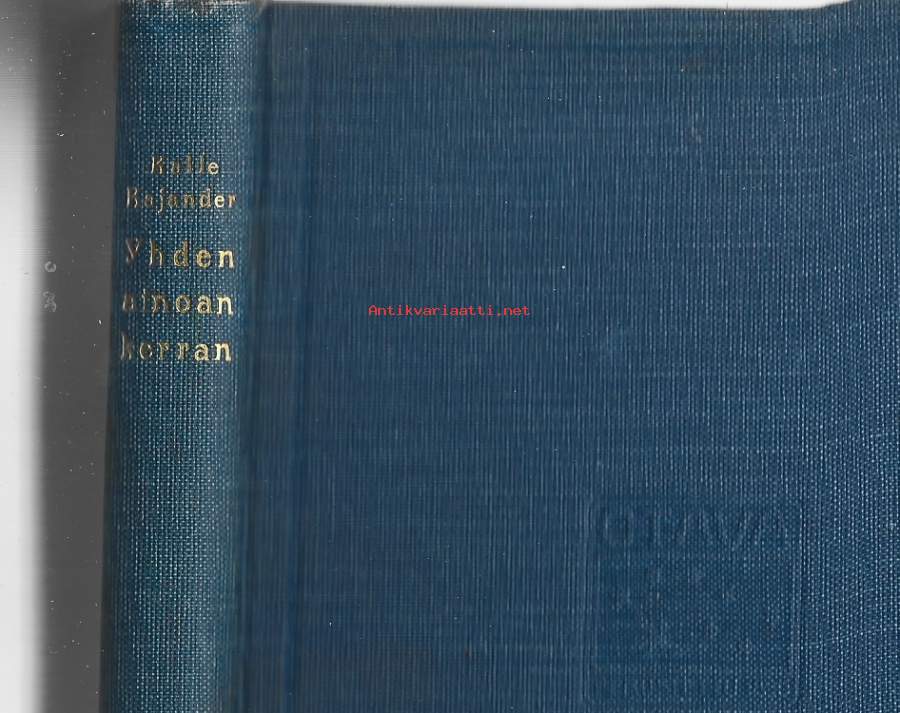 Kalle
Kajander
Yhden
ainoan
kerran
Antikvariaatti.net
OTAVA